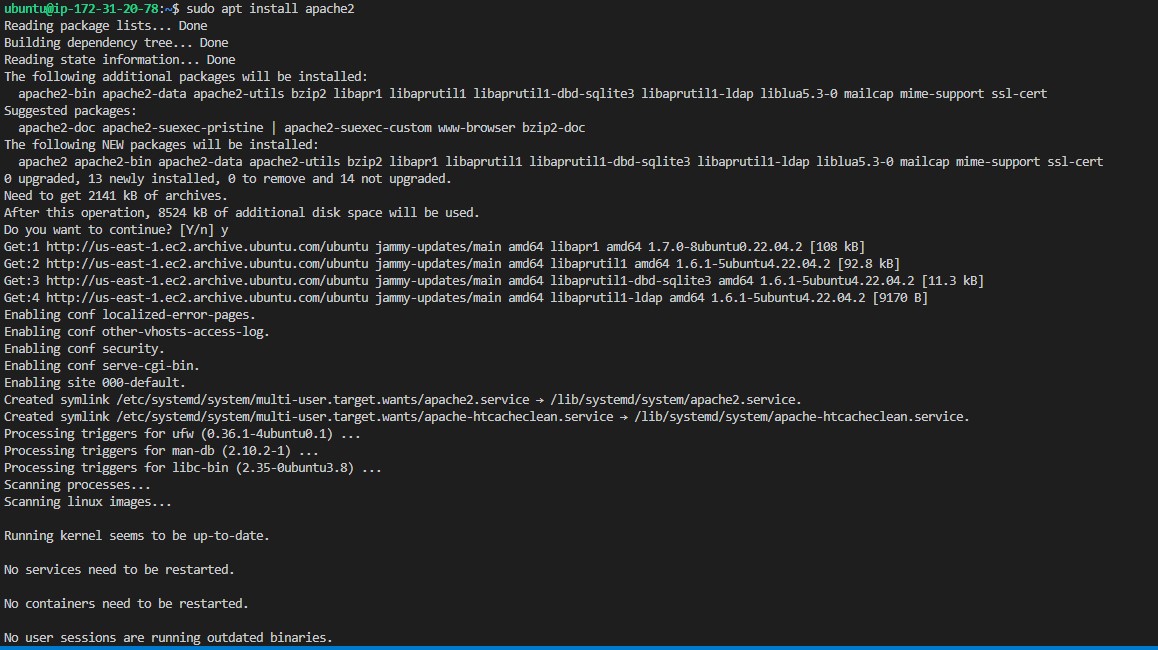 ubuntu@ip-172-31-20-78:~$ sudo apt install apache2
Reading package lists... Done
Building dependency tree... Done
Reading state information... Done
The following additional packages will be installed:
  apache2-bin apache2-data apache2-utils bzip2 libapr1 libaprutil1 libaprutil1-dbd-sqlite3 libaprutil1-ldap liblua5.3-0 mailcap mime-support ssl-cert
Suggested packages:
  apache2-doc apache2-suexec-pristine | apache2-suexec-custom www-browser bzip2-doc
The following NEW packages will be installed:
  apache2 apache2-bin apache2-data apache2-utils bzip2 libapr1 libaprutil1 libaprutil1-dbd-sqlite3 libaprutil1-ldap liblua5.3-0 mailcap mime-support ssl-cert
0 upgraded, 13 newly installed, 0 to remove and 14 not upgraded.
Need to get 2141 kB of archives.
After this operation, 8524 kB of additional disk space will be used.
Do you want to continue? [Y/n] y
Get:1 http://us-east-1.ec2.archive.ubuntu.com/ubuntu jammy-updates/main amd64 libapr1 amd64 1.7.0-8ubuntu0.22.04.2 [108 kB]
Get:2 http://us-east-1.ec2.archive.ubuntu.com/ubuntu jammy-updates/main amd64 libaprutil1 amd64 1.6.1-5ubuntu4.22.04.2 [92.8 kB]
Get:3 http://us-east-1.ec2.archive.ubuntu.com/ubuntu jammy-updates/main amd64 libaprutil1-dbd-sqlite3 amd64 1.6.1-5ubuntu4.22.04.2 [11.3 kB]
Get:4 http://us-east-1.ec2.archive.ubuntu.com/ubuntu jammy-updates/main amd64 libaprutil1-ldap amd64 1.6.1-5ubuntu4.22.04.2 [9170 B]
Enabling conf localized-error-pages.
Enabling conf other-vhosts-access-log.
Enabling conf security.
Enabling conf serve-cgi-bin.
Enabling site 000-default.
Created symlink /etc/systemd/system/multi-user.target.wants/apache2.service → /lib/systemd/system/apache2.service.
Created symlink /etc/systemd/system/multi-user.target.wants/apache-htcacheclean.service → /lib/systemd/system/apache-htcacheclean.service.
Processing triggers for ufw (0.36.1-4ubuntu0.1) ...
Processing triggers for man-db (2.10.2-1) ...
Processing triggers for libc-bin (2.35-0ubuntu3.8) ...
Scanning processes...
Scanning linux images...
Running kernel seems to be up-to-date.
No services need to be restarted.
No containers need to be restarted.
No user sessions are running outdated binaries.